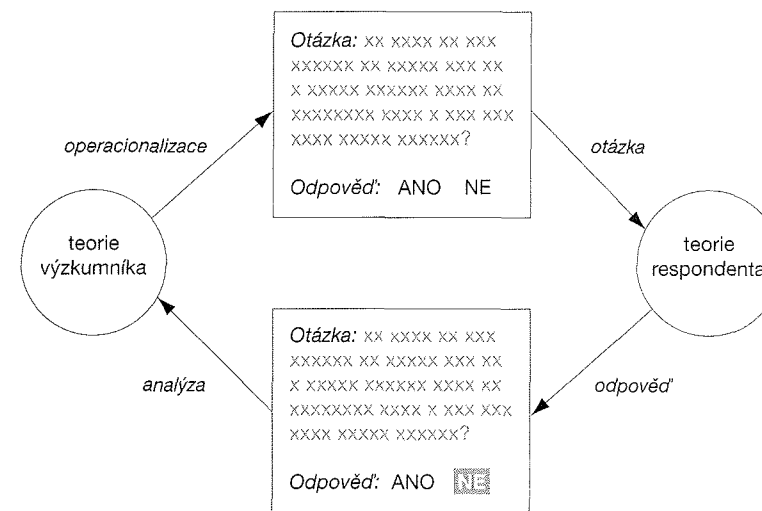 Otázka: xx xxxx xx xxx
xxxxxx xx xxxxx xxx xx
x xxxxx xxxxxx xxxx xx
xxxxxxxx xxxx x xxx xxx
xxxx xxxxx xxxxxx?
Odpověď: ANO NE
operacionalizace
otázka
teorie
výzkumníka
teorie
respondenta
Otázka: xx xxxx xx xxx
xxxxxx xx xxxxx xxx xx
x xxxxx xxxxxx xxxx xx
xxxxxxxx xxxx x xxx xxx
xxxx xxxxx xxxxxx?
Odpověď: ANO NE
analýza
odpověď